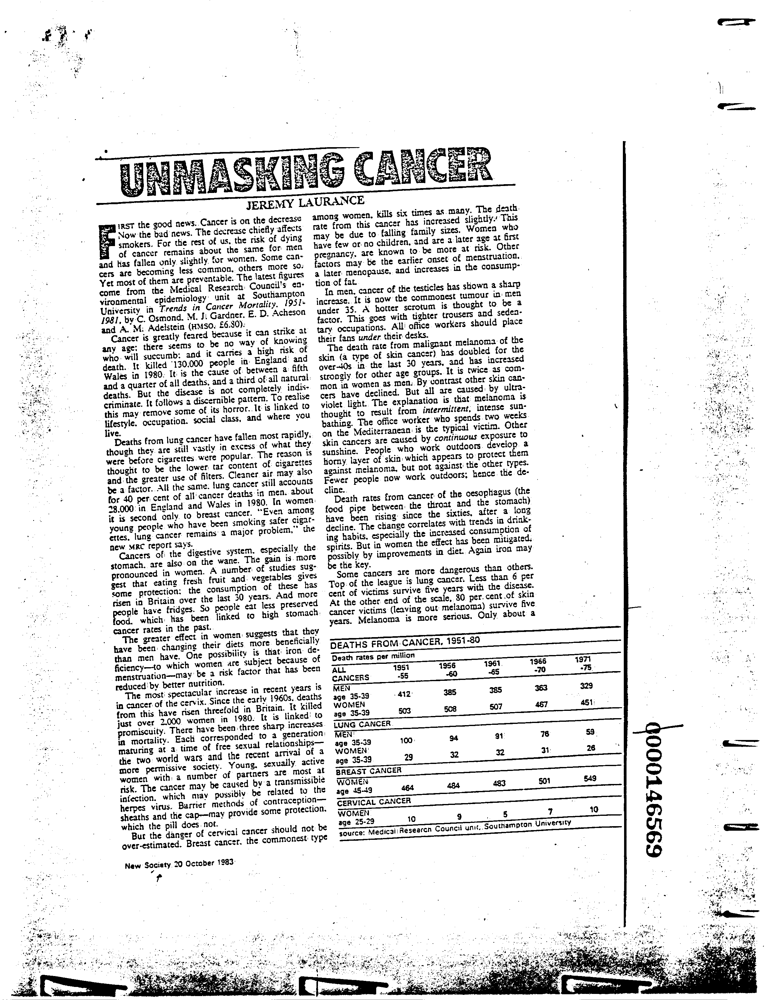 UNMASKING CANCER
JEREMY LAURANCE
FIRST the good news. Cancer is on the decrease
Now the bad news. The decrease chiefly affects
smokers. For the rest of us, the risk of dying
of cancer remains about the same for men
and has fallen only slightly for women. Some can-
cers are becoming less common, others more so.
Yet most of them are preventable. The latest figures
come from the Medical Research Council's en-
vironmental epidemiology unit at Southampton
University in Trends in Cancer Mortality, 1951-
1981, by C. Osmond, M. J. Gardner, E. D. Acheson
and A. M. Adelstein (HMSO, £6.80).
Cancer is greatly feared because it can strike at
any age; there seems to be no way of knowing
who will succumb; and it carries a high risk of
death. It killed 130,000 people in England and
Wales in 1980. It is the cause of between a fifth
and a quarter of all deaths, and a third of all natural
deaths. But the disease is not completely indis-
criminate. It follows a discernible pattern. To realise
this may remove some of its horror. It is linked to
lifestyle, occupation, social class, and where you
live.
Deaths from lung cancer have fallen most rapidly,
though they are still vastly in excess of what they
were before cigarettes were popular. The reason is
thought to be the lower tar content of cigarettes
and the greater use of filters. Cleaner air may also
be a factor. All the same, lung cancer still accounts
for 40 per cent of all cancer deaths in men, about
28,000 in England and Wales in 1980. In women
it is second only to breast cancer. "Even among
young people who have been smoking safer cigar-
ettes, lung cancer remains a major problem," the
new MRC report says.
Cancers of the digestive system, especially the
stomach, are also on the wane. The gain is more
pronounced in women. A number of studies sug-
gest that eating fresh fruit and vegetables gives
some protection; the consumption of these has
risen in Britain over the last 50 years. And more
people have fridges. So people eat less preserved
food, which has been linked to high stomach
cancer rates in the past.
The greater effect in women suggests that they
have been changing their diets more beneficially
than men have. One possibility is that iron de-
ficiency—to which women are subject because of
menstruation—may be a risk factor that has been
reduced by better nutrition.
The most spectacular increase in recent years is
in cancer of the cervix. Since the early 1960s, deaths
from this have risen threefold in Britain. It killed
just over 2,000 women in 1980. It is linked to
promiscuity. There have been three sharp increases
in mortality. Each corresponded to a generation
maturing at a time of free sexual relationships—
the two world wars and the recent arrival of a
more permissive society. Young, sexually active
women with a number of partners are most at
risk. The cancer may be caused by a transmissible
infection, which may possibly be related to the
herpes virus. Barrier methods of contraception—
sheaths and the cap—may provide some protection,
which the pill does not.
But the danger of cervical cancer should not be
over-estimated. Breast cancer, the commonest type
among women, kills six times as many. The death
rate from this cancer has increased slightly. This
may be due to falling family sizes. Women who
have few or no children, and are a later age at first
pregnancy, are known to be more at risk. Other
factors may be the earlier onset of menstruation,
a later menopause, and increases in the consump-
tion of fat.
In men, cancer of the testicles has shown a sharp
increase. It is now the commonest tumour in men
under 35. A hotter scrotum is thought to be a
factor. This goes with tighter trousers and seden-
tary occupations. All office workers should place
their fans under their desks.
The death rate from malignant melanoma of the
skin (a type of skin cancer) has doubled for the
over-40s in the last 30 years, and has increased
strongly for other age groups. It is twice as com-
mon in women as men. By contrast other skin can-
cers have declined. But all are caused by ultra-
violet light. The explanation is that melanoma is
thought to result from intermittent, intense sun-
bathing. The office worker who spends two weeks
on the Mediterranean is the typical victim. Other
skin cancers are caused by continuous exposure to
sunshine. People who work outdoors develop a
horny layer of skin which appears to protect them
against melanoma, but not against the other types.
Fewer people now work outdoors; hence the de-
cline.
Death rates from cancer of the oesophagus (the
food pipe between the throat and the stomach)
have been rising since the sixties, after a long
decline. The change correlates with trends in drink-
ing habits, especially the increased consumption of
spirits. But in women the effect has been mitigated,
possibly by improvements in diet. Again iron may
be the key.
Some cancers are more dangerous than others.
Top of the league is lung cancer. Less than 6 per
cent of victims survive five years with the disease.
At the other end of the scale, 80 per cent of skin
cancer victims (leaving out melanoma) survive five
years. Melanoma is more serious. Only about a
DEATHS FROM CANCER, 1951-80
Death rates per million
ALL 1951 1956 1961 1966 1971
CANCERS -55 -60 -65 -70 -75
MEN
age 35-39 412 385 385 363 329
WOMEN
age 35-39 503 508 507 467 451
LUNG CANCER
MEN
age 35-39 100 94 91 76 59
WOMEN
age 35-39 29 32 32 31 26
BREAST CANCER
WOMEN
age 45-49 464 484 483 501 549
CERVICAL CANCER
WOMEN
age 25-29 10 9 5 7 10
source: Medical Research Council unit, Southampton University
New Society 20 October 1983
0000146569